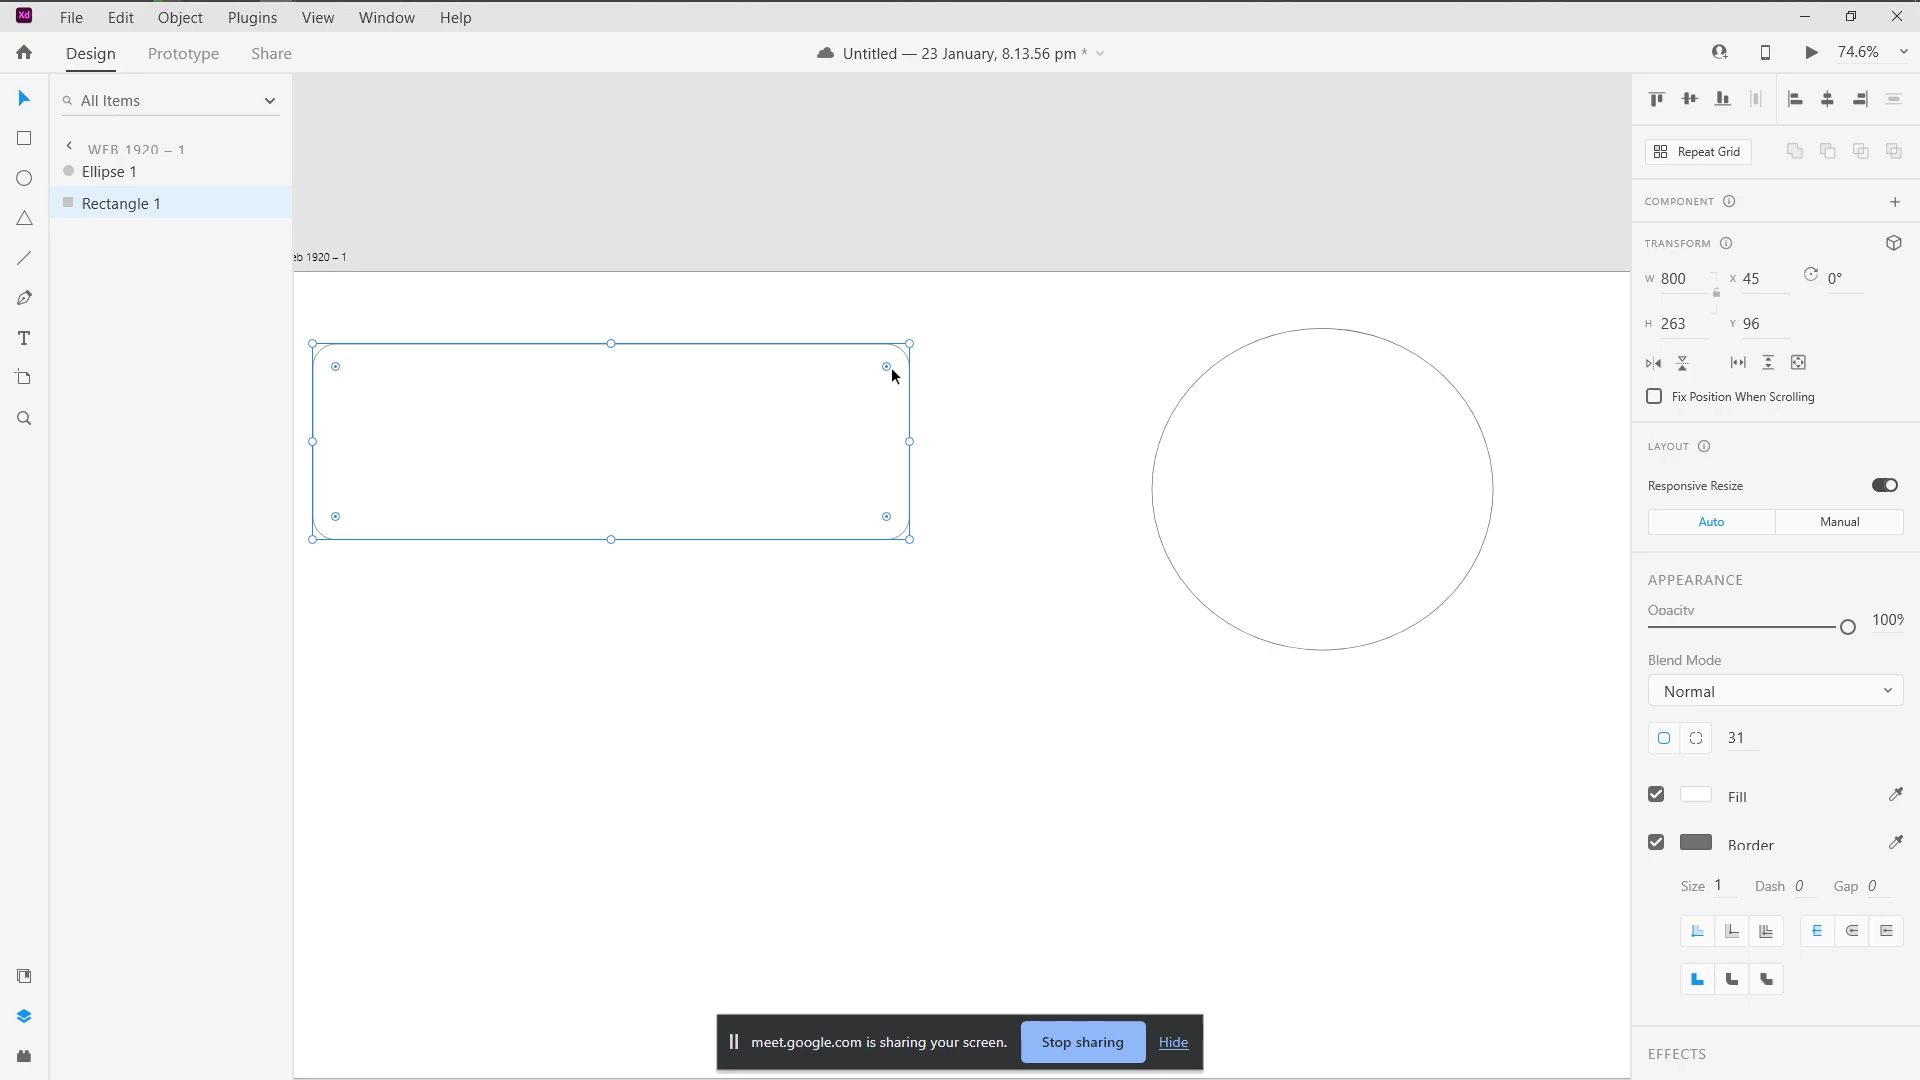 Xd File Edit Object Plugins View Window Help
Design Prototype Share Untitled — 23 January, 8.13.56 pm * 74.6%
All Items
WEB 1920 – 1
Ellipse 1
Rectangle 1
eb 1920 – 1
Repeat Grid
COMPONENT
TRANSFORM
W 800 X 45 0°
H 263 Y 96
Fix Position When Scrolling
LAYOUT
Responsive Resize
Auto Manual
APPEARANCE
Opacity
100%
Blend Mode
Normal
31
Fill
Border
Size 1 Dash 0 Gap 0
EFFECTS
meet.google.com is sharing your screen. Stop sharing Hide